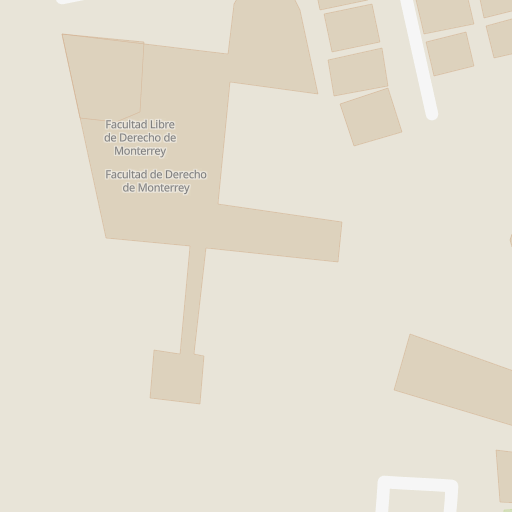 Facultad Libre
de Derecho de
Monterrey
Facultad de Derecho
de Monterrey